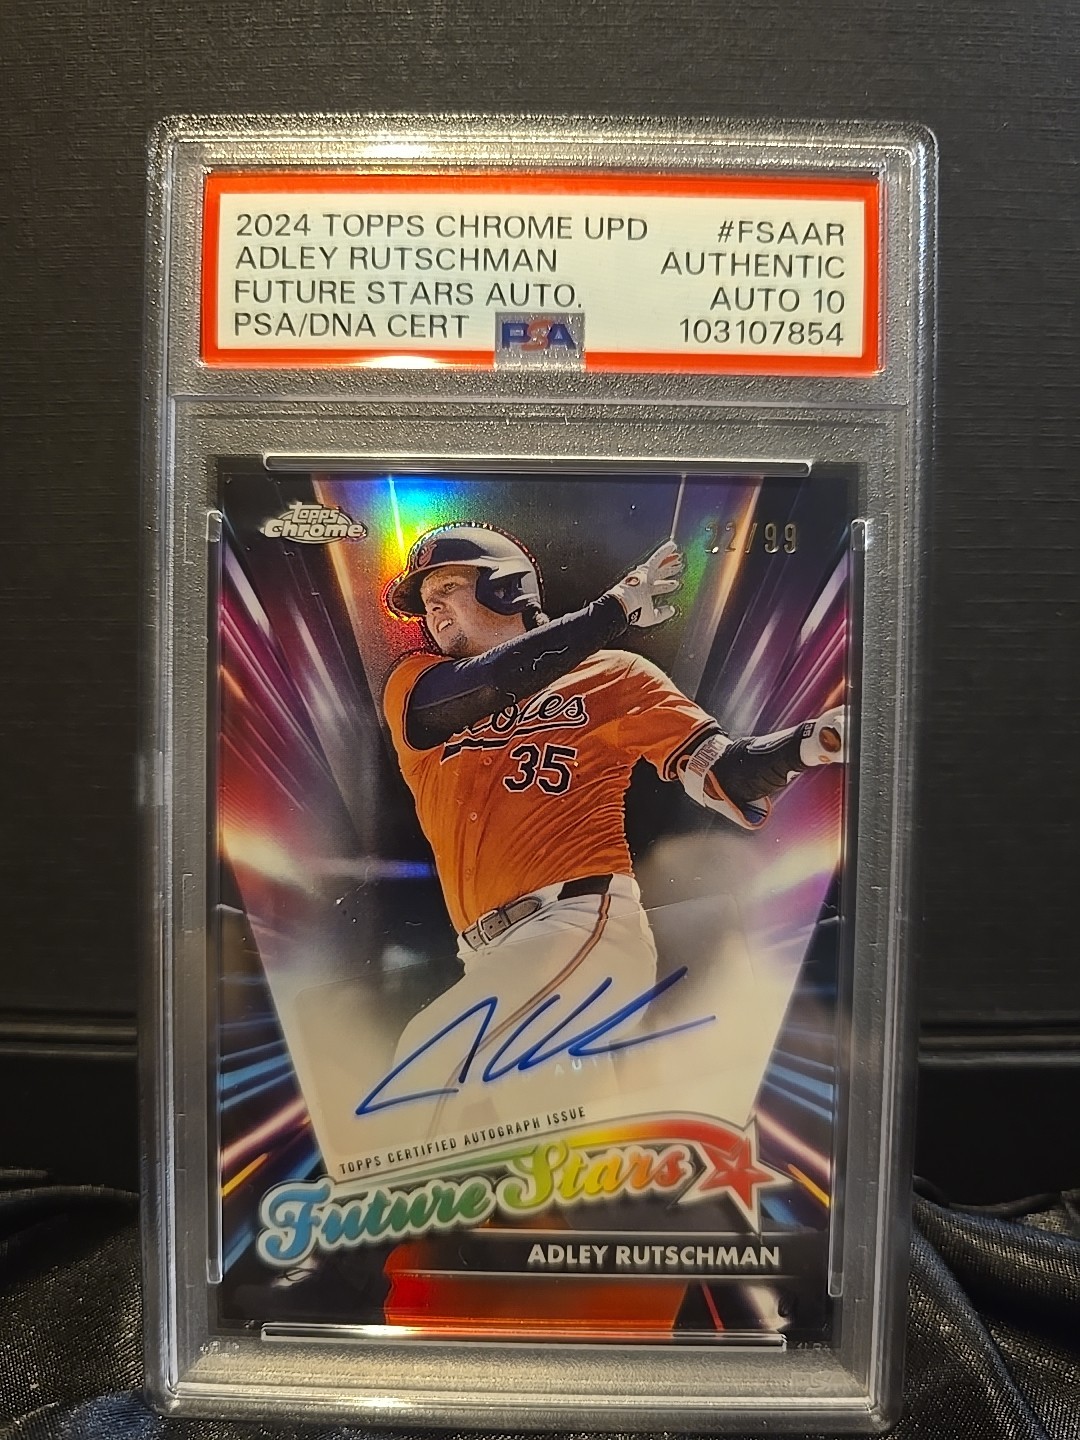 2024 TOPPS CHROME UPD #FSAAR
ADLEY RUTSCHMAN AUTHENTIC
FUTURE STARS AUTO. AUTO 10
PSA/DNA CERT PSA 103107854
Topps
Chrome
/99
35
TOPPS CERTIFIED AUTOGRAPH ISSUE
Future Stars
ADLEY RUTSCHMAN